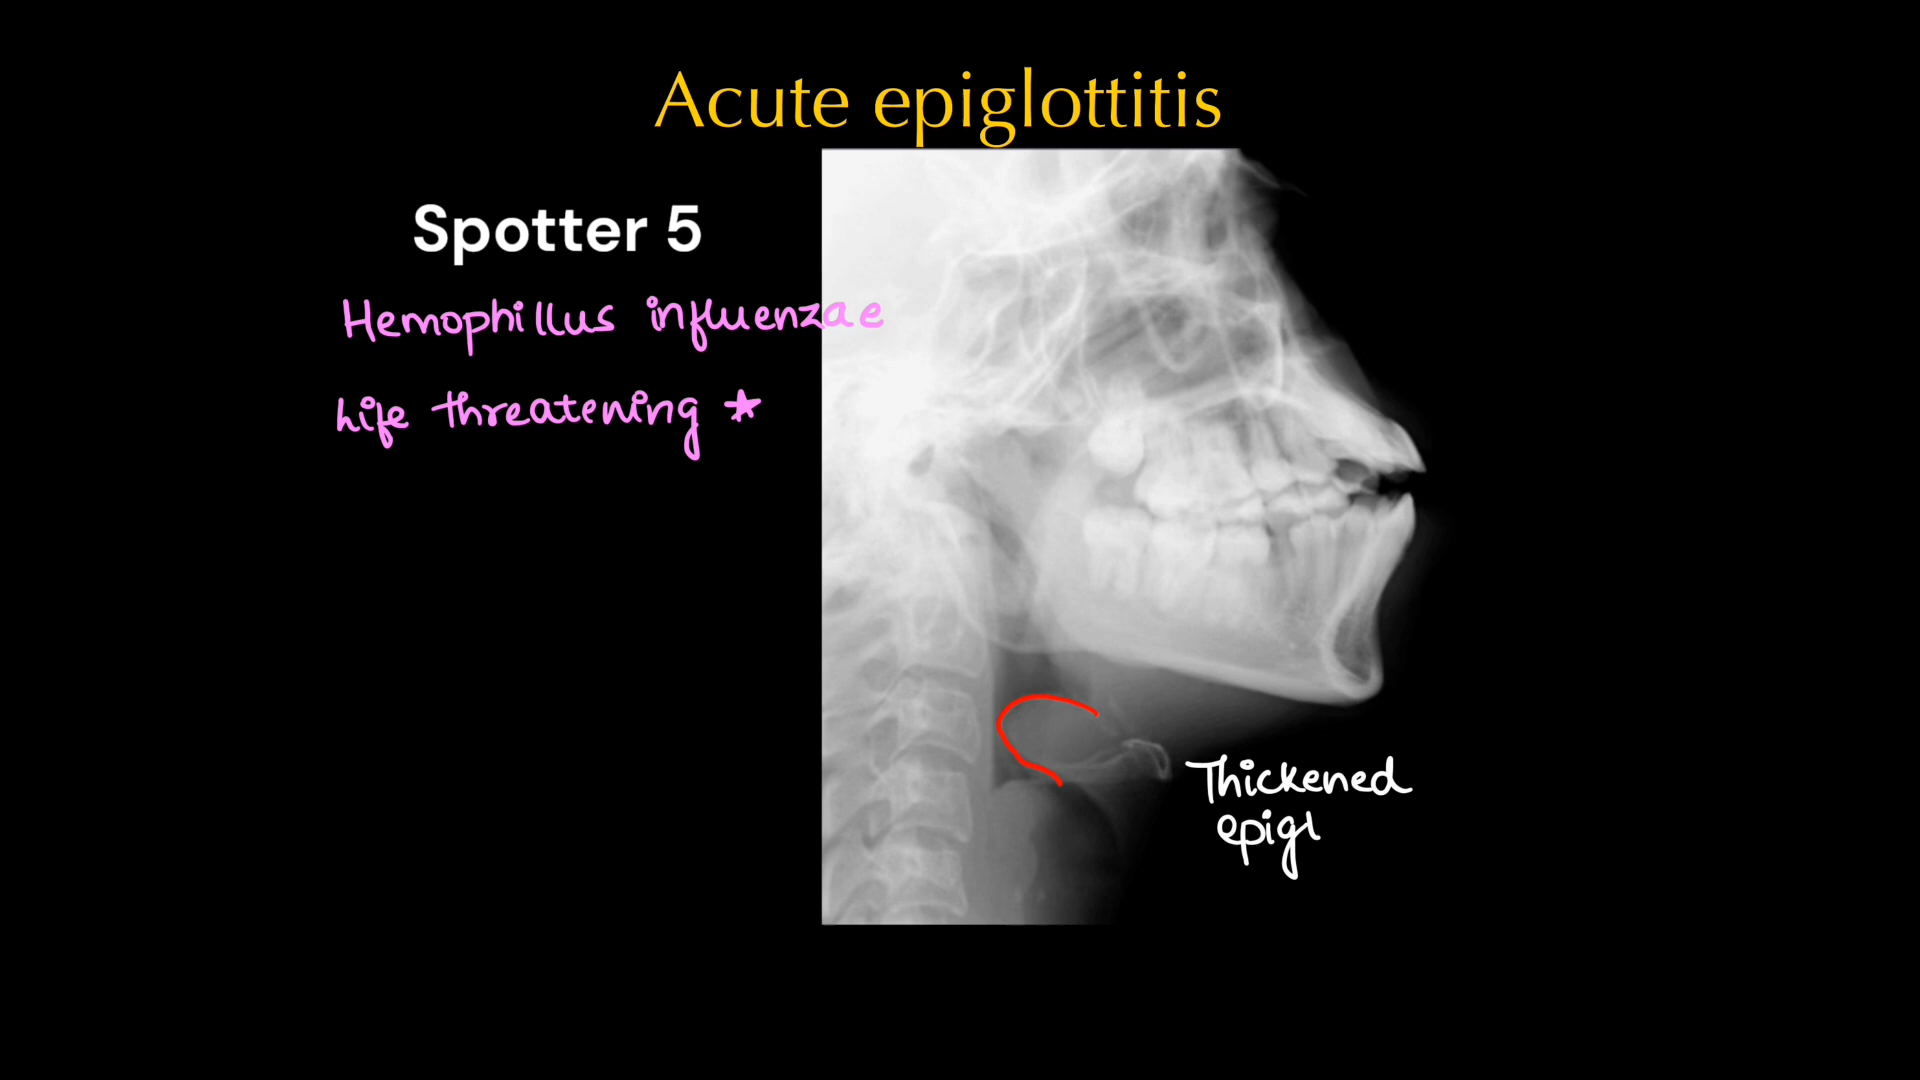 Acute epiglottitis
Spotter 5
Hemophillus influenzae
Life threatening ★
Thickened
epigl